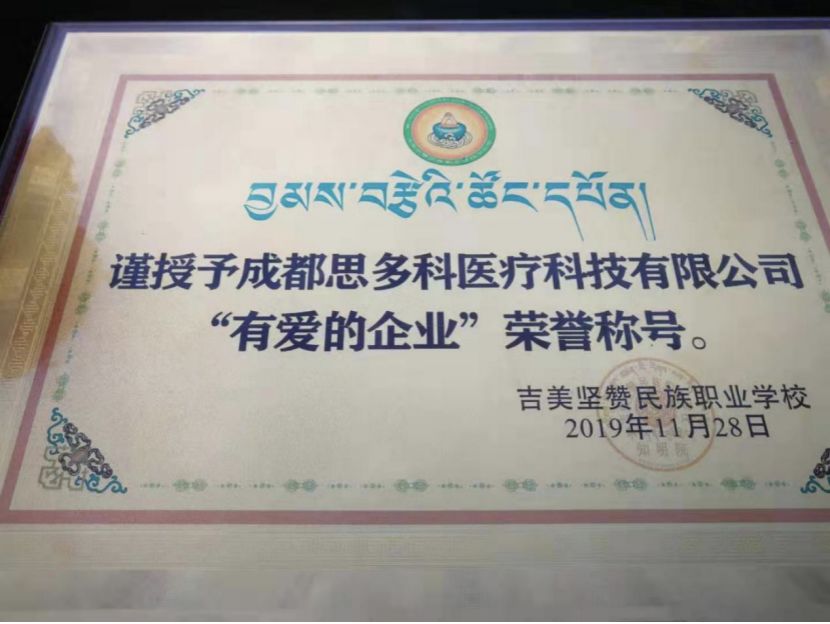 བྱམས་བརྩེའི་ཚོང་དཔོན།
谨授予成都思多科医疗科技有限公司
“有爱的企业”荣誉称号。
吉美坚赞民族职业学校
2019年11月28日